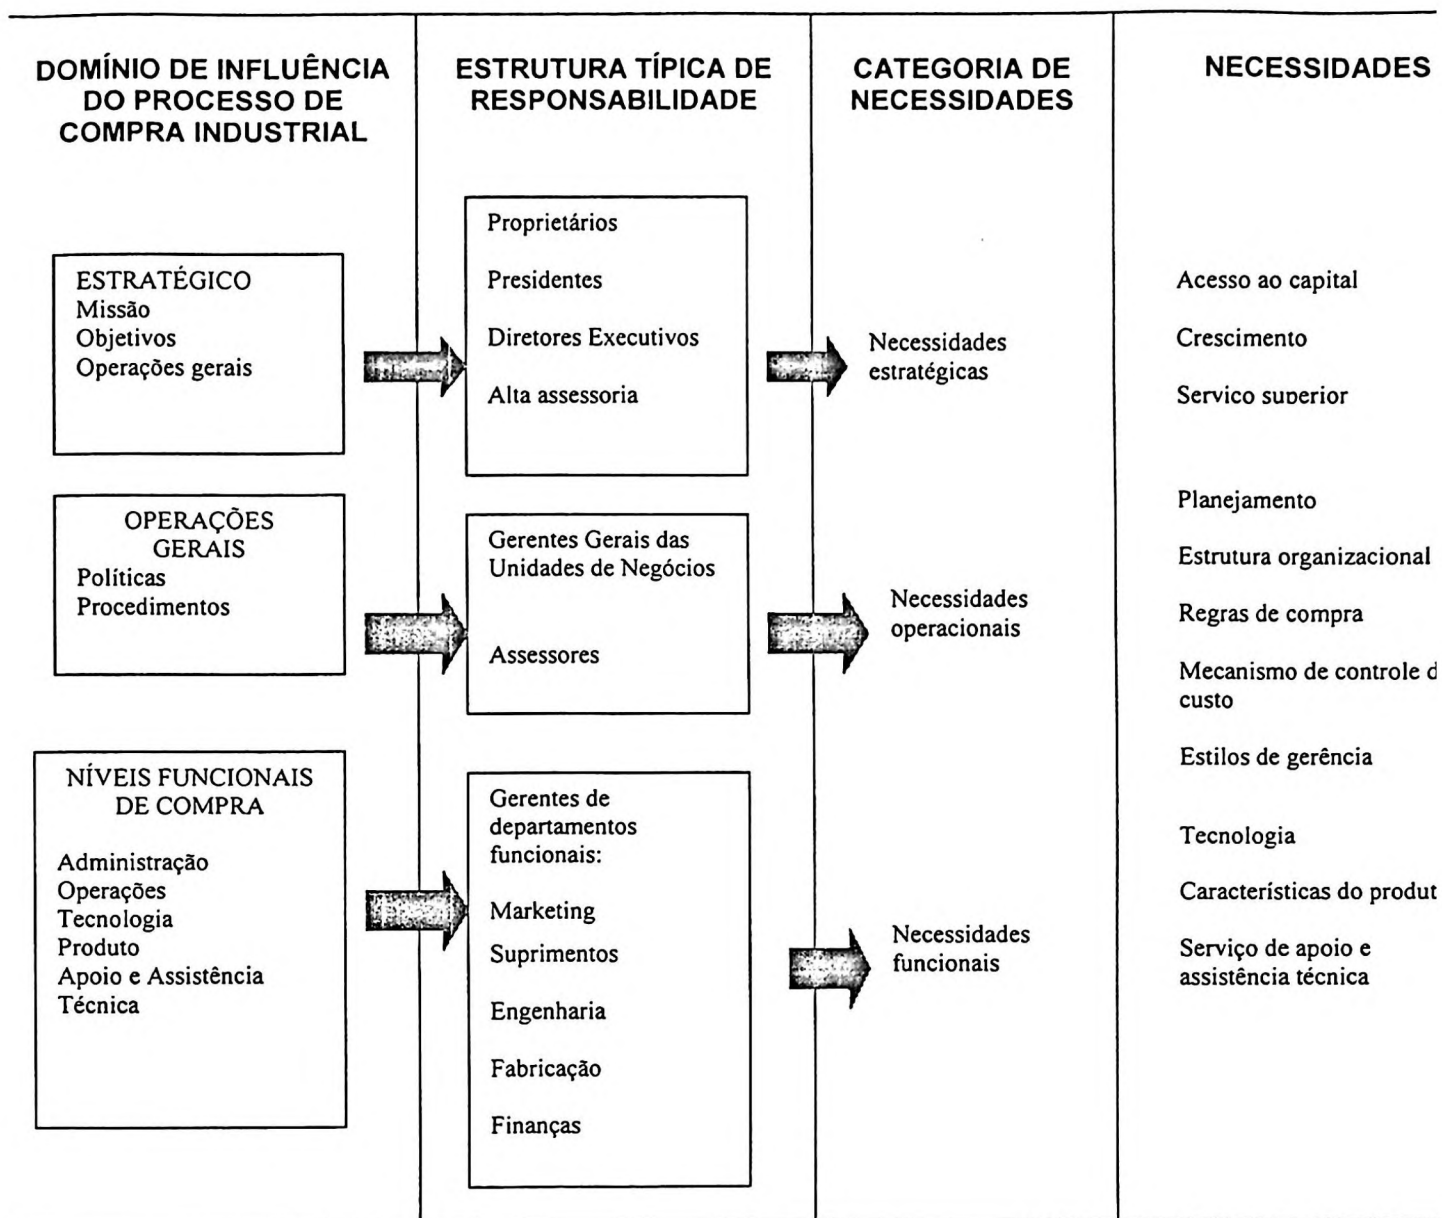 DOMÍNIO DE INFLUÊNCIA
DO PROCESSO DE
COMPRA INDUSTRIAL
ESTRUTURA TÍPICA DE
RESPONSABILIDADE
CATEGORIA DE
NECESSIDADES
NECESSIDADES
ESTRATÉGICO
Missão
Objetivos
Operações gerais
Proprietários
Presidentes
Diretores Executivos
Alta assessoria
Necessidades
estratégicas
Acesso ao capital
Crescimento
Serviço superior
OPERAÇÕES
GERAIS
Políticas
Procedimentos
Gerentes Gerais das
Unidades de Negócios
Assessores
Necessidades
operacionais
Planejamento
Estrutura organizacional
Regras de compra
Mecanismo de controle d
custo
Estilos de gerência
NÍVEIS FUNCIONAIS
DE COMPRA
Administração
Operações
Tecnologia
Produto
Apoio e Assistência
Técnica
Gerentes de
departamentos
funcionais:
Marketing
Suprimentos
Engenharia
Fabricação
Finanças
Necessidades
funcionais
Tecnologia
Características do produt
Serviço de apoio e
assistência técnica